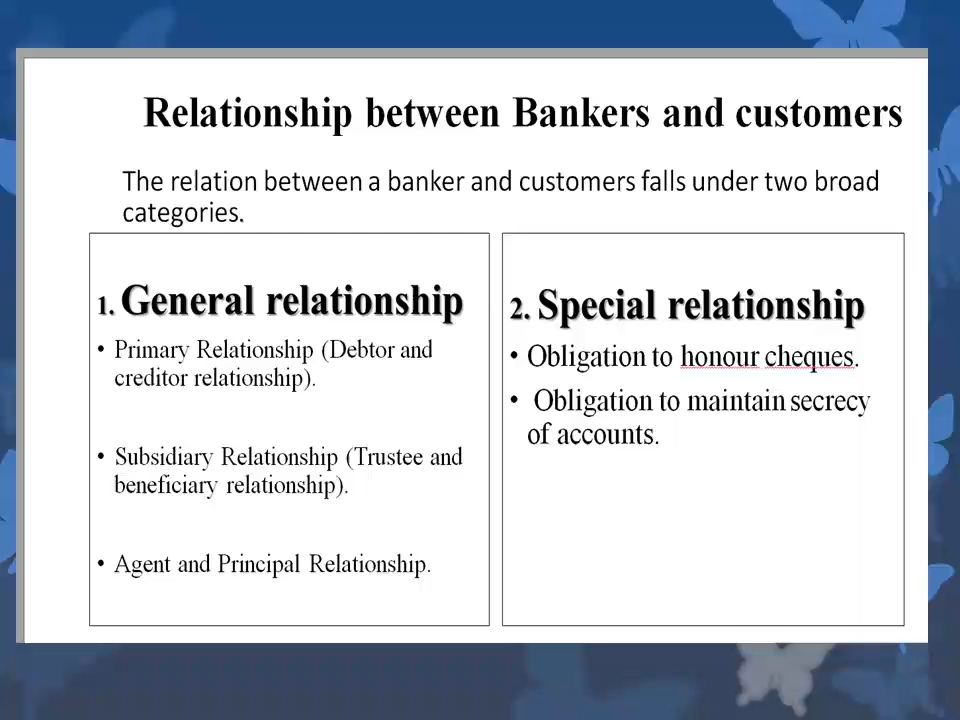 Relationship between Bankers and customers
The relation between a banker and customers falls under two broad
categories.
1. General relationship
• Primary Relationship (Debtor and
creditor relationship).
• Subsidiary Relationship (Trustee and
beneficiary relationship).
• Agent and Principal Relationship.
2. Special relationship
• Obligation to honour cheques.
• Obligation to maintain secrecy
of accounts.